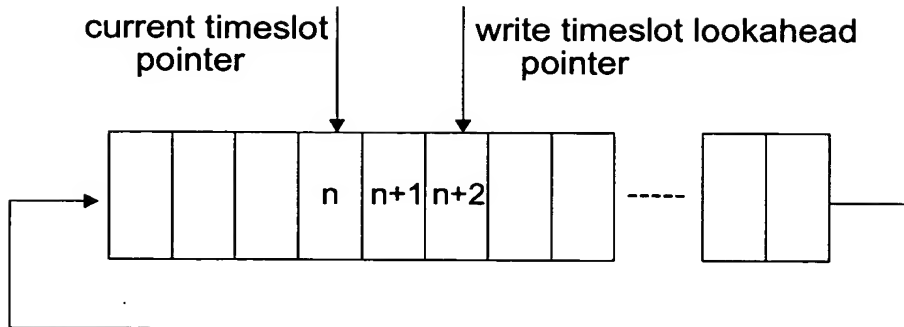 current timeslot
pointer
write timeslot lookahead
pointer
n
n+1
n+2